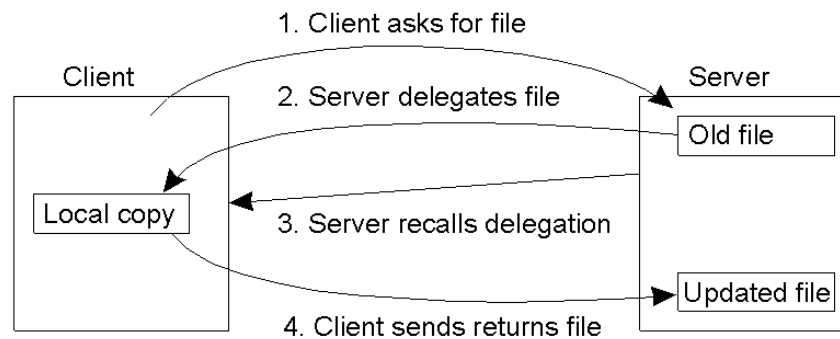 1. Client asks for file
Client
Server
2. Server delegates file
Old file
Local copy
3. Server recalls delegation
Updated file
4. Client sends returns file